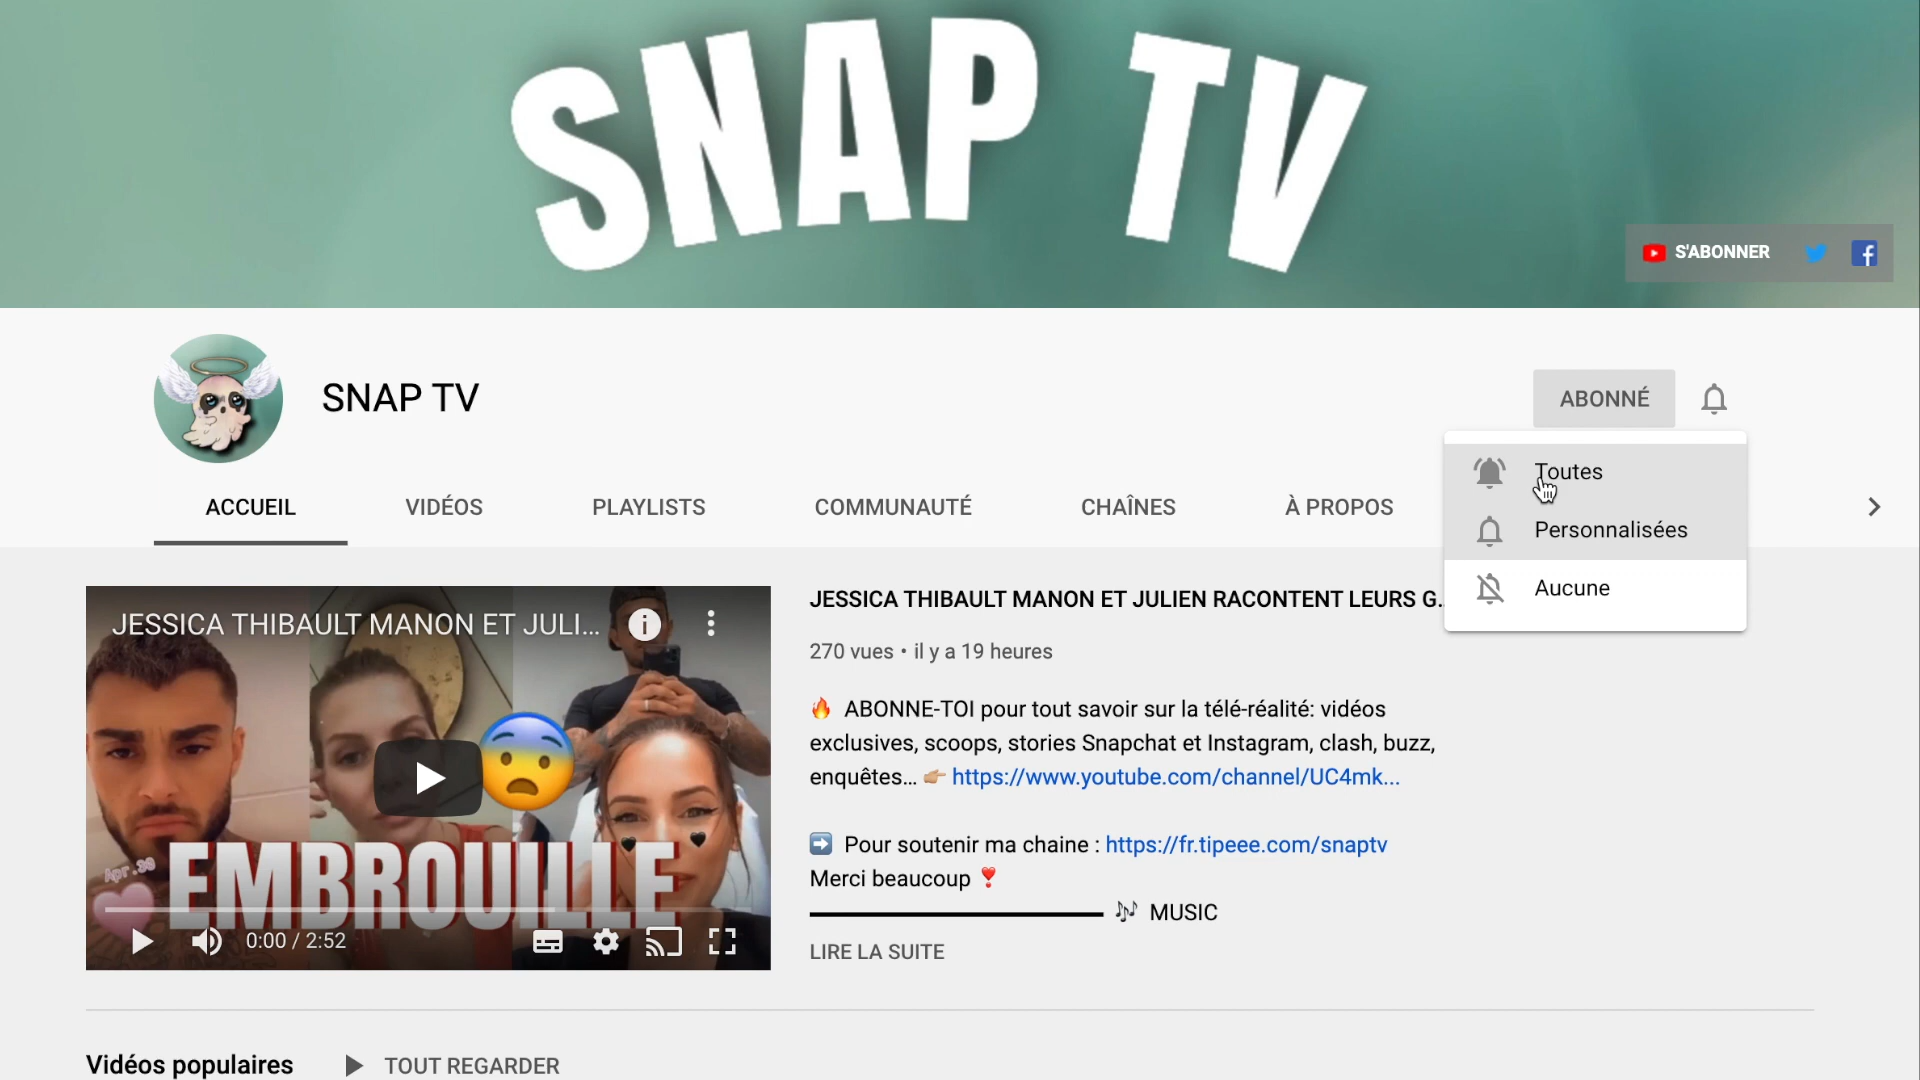 SNAP TV
S'ABONNER
SNAP TV
ABONNÉ
ACCUEIL
VIDÉOS
PLAYLISTS
COMMUNAUTÉ
CHAÎNES
À PROPOS
Toutes
Personnalisées
Aucune
JESSICA THIBAULT MANON ET JULI...
Apr.30
EMBROUILLE
0:00 / 2:52
JESSICA THIBAULT MANON ET JULIEN RACONTENT LEURS G..
270 vues • il y a 19 heures
🔥 ABONNE-TOI pour tout savoir sur la télé-réalité: vidéos
exclusives, scoops, stories Snapchat et Instagram, clash, buzz,
enquêtes... 👉🏼 https://www.youtube.com/channel/UC4mk...
➡️ Pour soutenir ma chaine : https://fr.tipeee.com/snaptv
Merci beaucoup ❣️
🎶 MUSIC
LIRE LA SUITE
Vidéos populaires
TOUT REGARDER